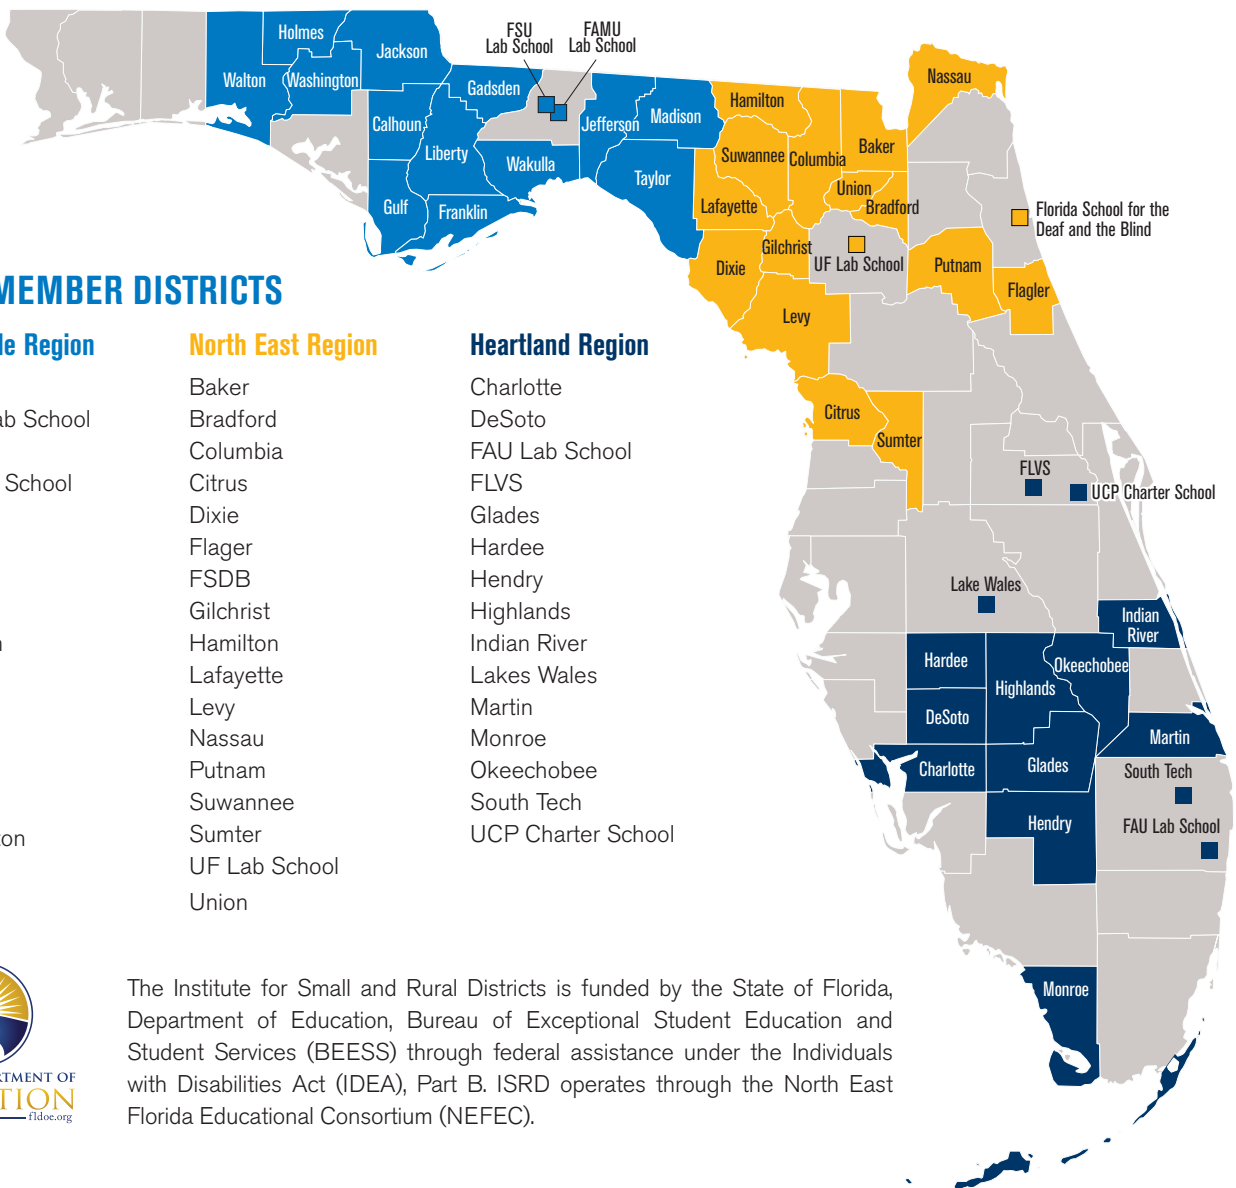 Holmes
Jackson
Walton
Washington
FSU
Lab School
FAMU
Lab School
Gadsden
Calhoun
Liberty
Jefferson
Madison
Wakulla
Taylor
Gulf
Franklin
Hamilton
Nassau
Suwannee
Columbia
Baker
Union
Bradford
Lafayette
Gilchrist
Dixie
UF Lab School
Putnam
Florida School for the
Deaf and the Blind
Flagler
Levy
Citrus
Sumter
FLVS
UCP Charter School
Lake Wales
Indian
River
Hardee
Highlands
Okeechobee
DeSoto
Martin
Charlotte
Glades
South Tech
Hendry
FAU Lab School
Monroe
MEMBER DISTRICTS
Region
School
School
North East Region
Baker
Bradford
Columbia
Citrus
Dixie
Flager
FSDB
Gilchrist
Hamilton
Lafayette
Levy
Nassau
Putnam
Suwannee
Sumter
UF Lab School
Union
Heartland Region
Charlotte
DeSoto
FAU Lab School
FLVS
Glades
Hardee
Hendry
Highlands
Indian River
Lakes Wales
Martin
Monroe
Okeechobee
South Tech
UCP Charter School
OF
fldoe.org
The Institute for Small and Rural Districts is funded by the State of Florida,
Department of Education, Bureau of Exceptional Student Education and
Student Services (BEESS) through federal assistance under the Individuals
with Disabilities Act (IDEA), Part B. ISRD operates through the North East
Florida Educational Consortium (NEFEC).